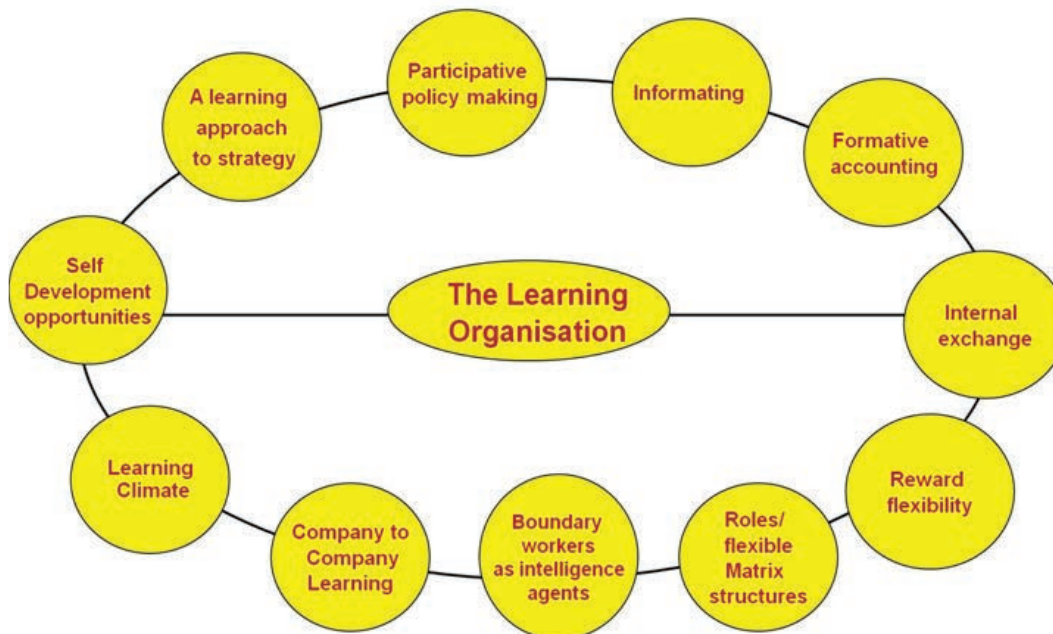 A learning
approach
to strategy
Participative
policy making
Informating
Formative
accounting
Self
Development
opportunities
The Learning
Organisation
Internal
exchange
Learning
Climate
Company to
Company
Learning
Boundary
workers
as intelligence
agents
Roles/
flexible
Matrix
structures
Reward
flexibility